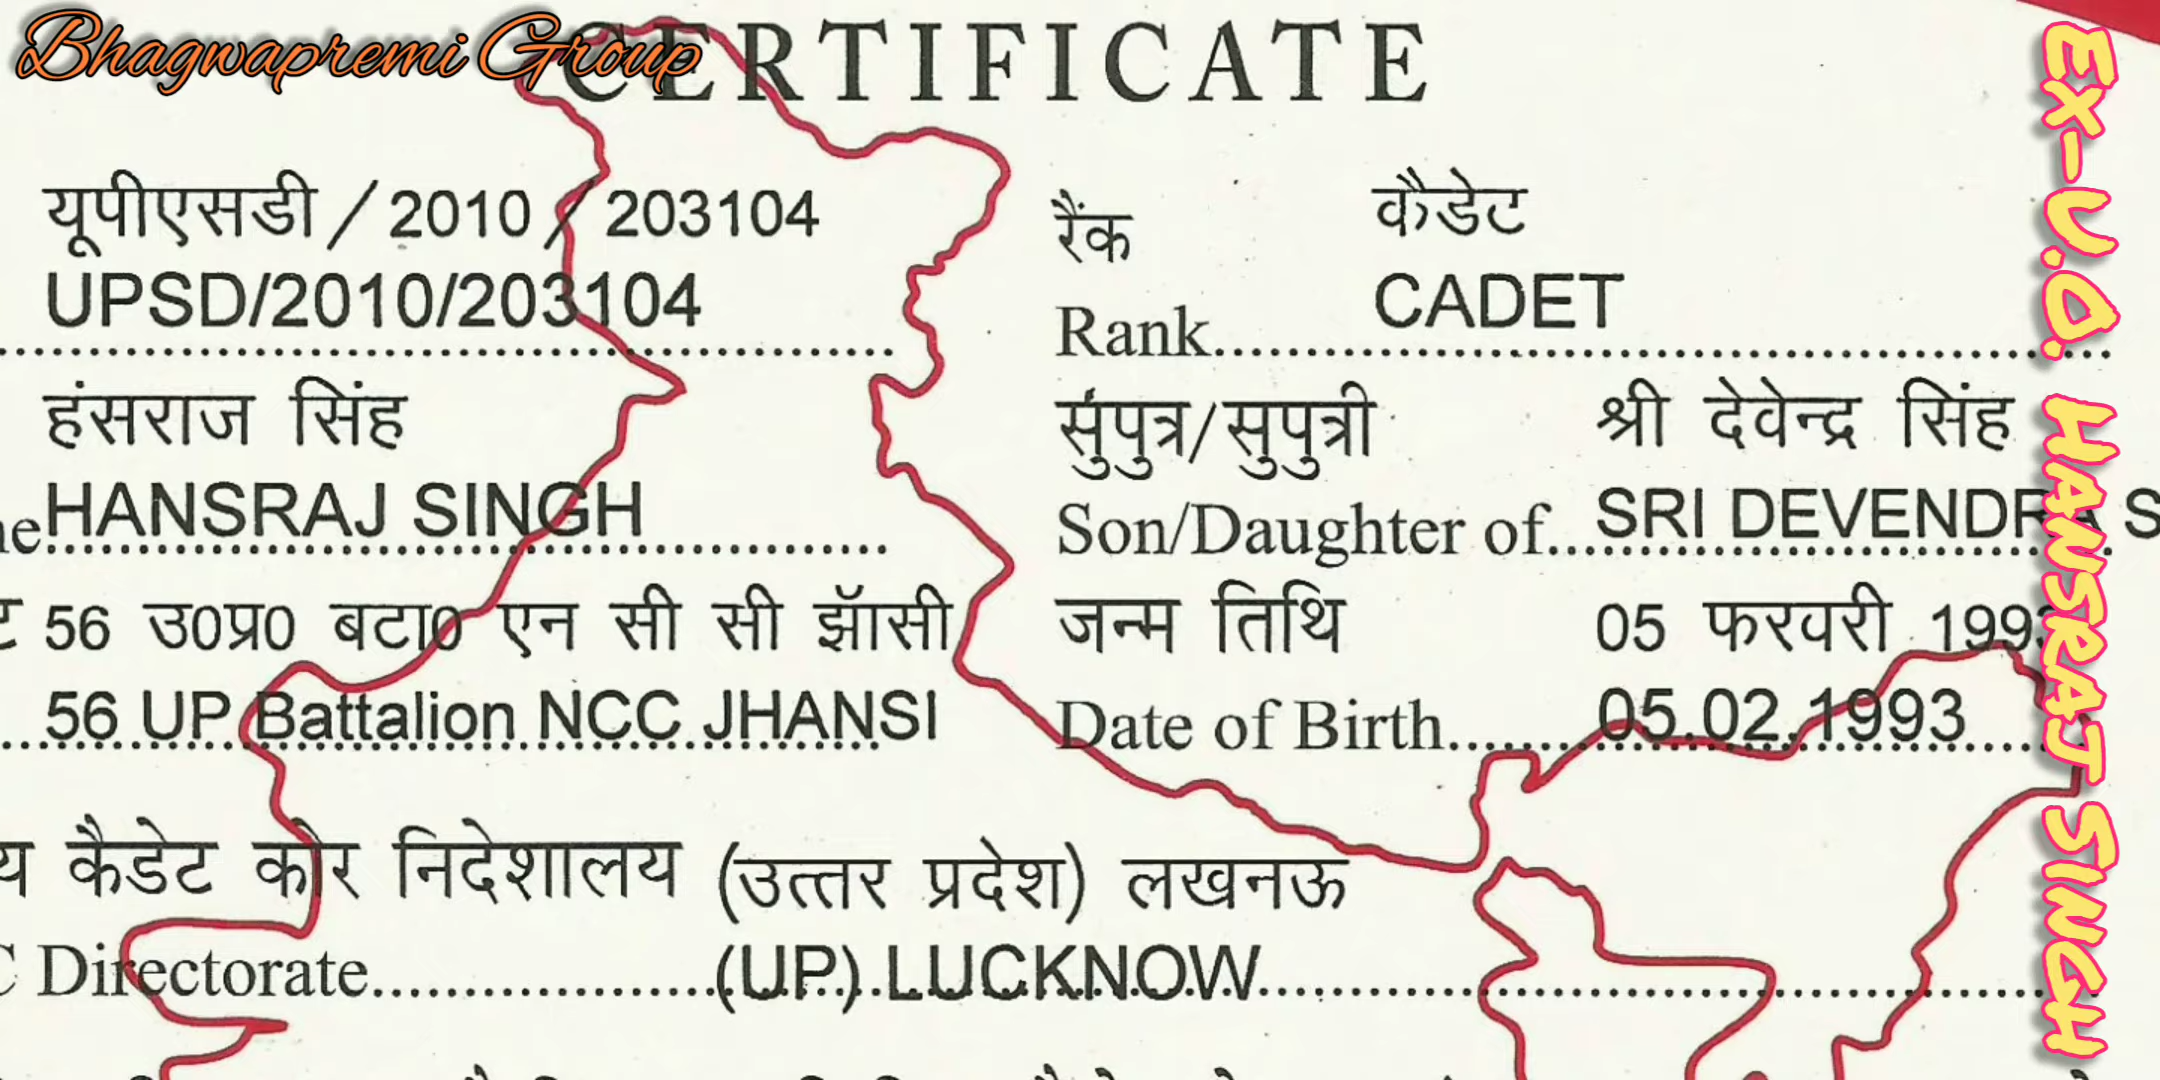 Bhagwapremi Group
CERTIFICATE
यूपीएसडी / 2010 / 203104
UPSD/2010/203104
रैंक कैडेट
Rank CADET
हंसराज सिंह
HANSRAJ SINGH
सुपुत्र/सुपुत्री श्री देवेन्द्र सिंह
Son/Daughter of SRI DEVENDRA S
56 उ0प्र0 बटा0 एन सी सी झॉसी
56 UP Battalion NCC JHANSI
जन्म तिथि 05 फरवरी 1993
Date of Birth 05.02.1993
कैडेट कोर निदेशालय (उत्तर प्रदेश) लखनऊ
Directorate (UP) LUCKNOW
Ex-U.O. HANSRAJ SINGH